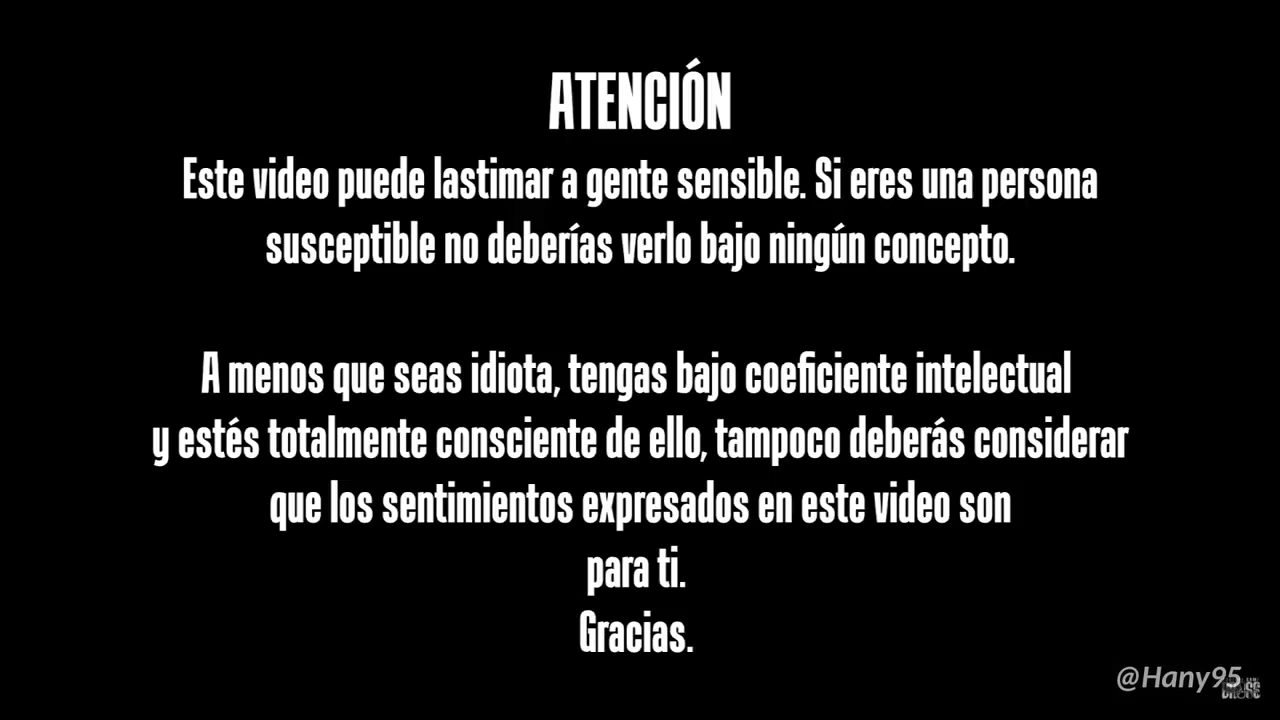 ATENCIÓN
Este video puede lastimar a gente sensible. Si eres una persona
susceptible no deberías verlo bajo ningún concepto.
A menos que seas idiota, tengas bajo coeficiente intelectual
y estés totalmente consciente de ello, tampoco deberás considerar
que los sentimientos expresados en este video son
para ti.
Gracias.
@Hany95